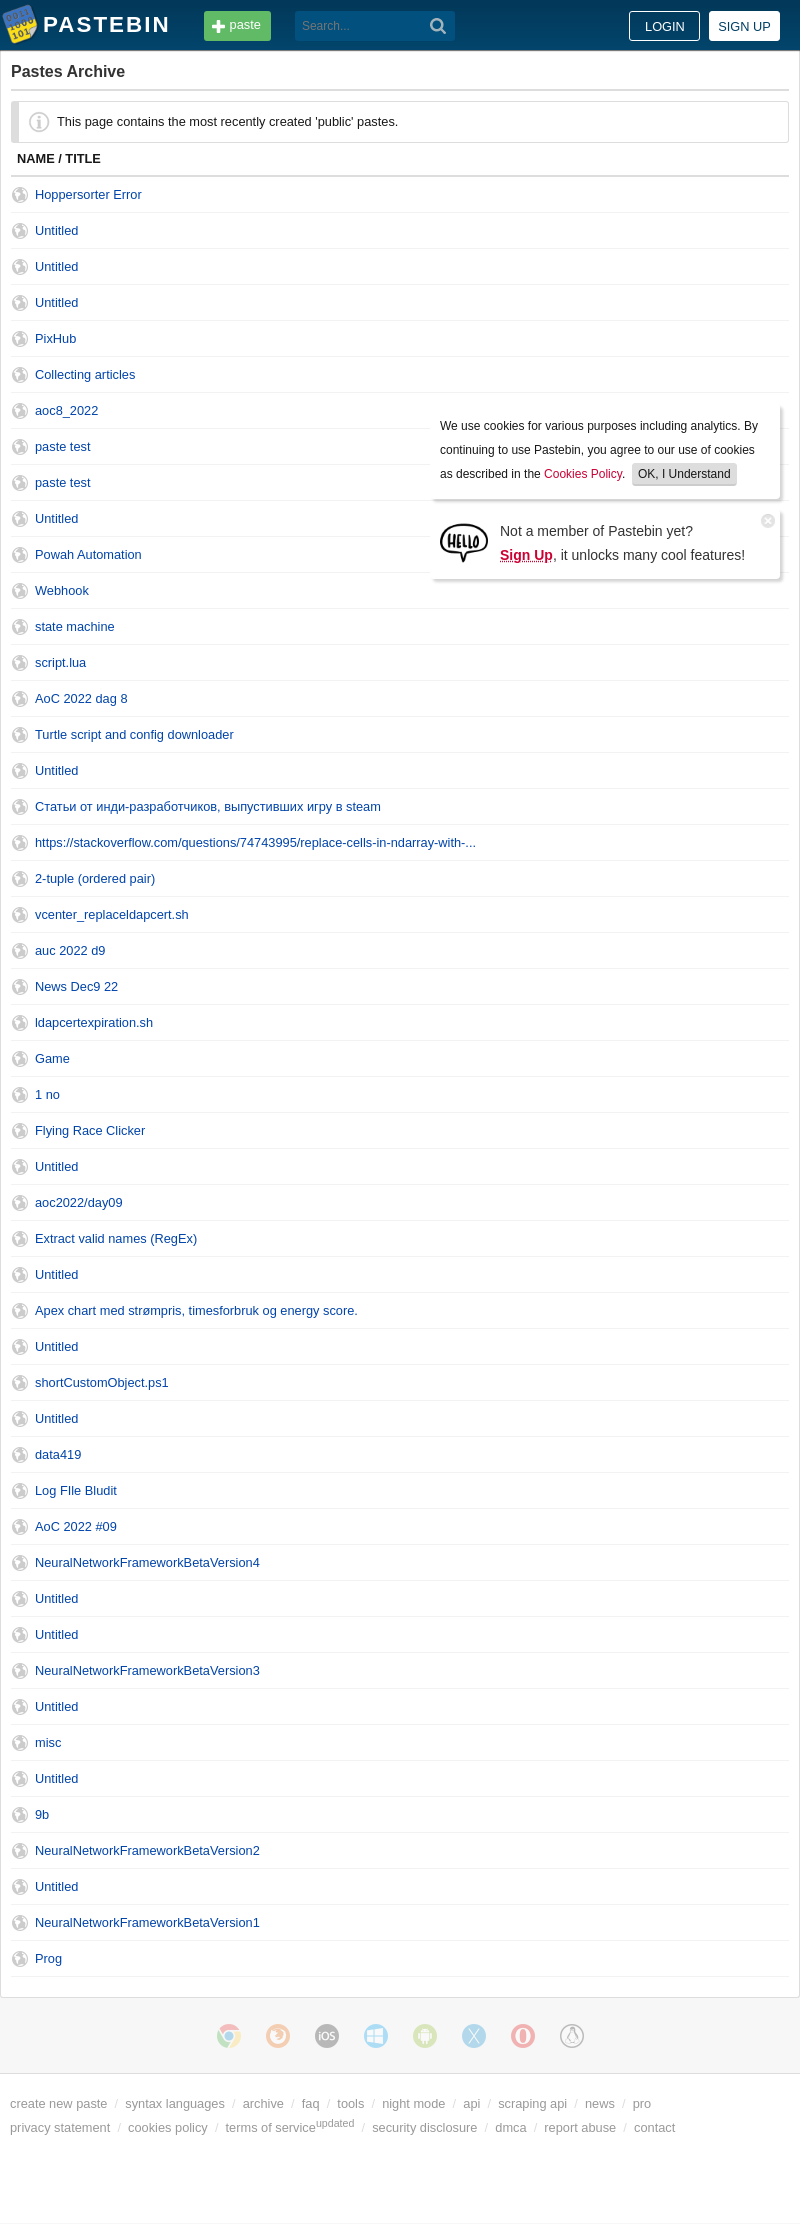 PASTEBIN
paste
Search...
LOGIN
SIGN UP
Pastes Archive
This page contains the most recently created 'public' pastes.
NAME / TITLE
Hoppersorter Error
Untitled
Untitled
Untitled
PixHub
Collecting articles
aoc8_2022
paste test
paste test
Untitled
Powah Automation
Webhook
We use cookies for various purposes including analytics. By
continuing to use Pastebin, you agree to our use of cookies
as described in the Cookies Policy. OK, I Understand
HELLO
Not a member of Pastebin yet?
Sign Up, it unlocks many cool features!
state machine
script.lua
AoC 2022 dag 8
Turtle script and config downloader
Untitled
Статьи от инди-разработчиков, выпустивших игру в steam
https://stackoverflow.com/questions/74743995/replace-cells-in-ndarray-with-...
2-tuple (ordered pair)
vcenter_replaceldapcert.sh
auc 2022 d9
News Dec9 22
ldapcertexpiration.sh
Game
1 no
Flying Race Clicker
Untitled
aoc2022/day09
Extract valid names (RegEx)
Untitled
Apex chart med strømpris, timesforbruk og energy score.
Untitled
shortCustomObject.ps1
Untitled
data419
Log FIle Bludit
AoC 2022 #09
NeuralNetworkFrameworkBetaVersion4
Untitled
Untitled
NeuralNetworkFrameworkBetaVersion3
Untitled
misc
Untitled
9b
NeuralNetworkFrameworkBetaVersion2
Untitled
NeuralNetworkFrameworkBetaVersion1
Prog
iOS
create new paste / syntax languages / archive / faq / tools / night mode / api / scraping api / news / pro
privacy statement / cookies policy / terms of service updated / security disclosure / dmca / report abuse / contact